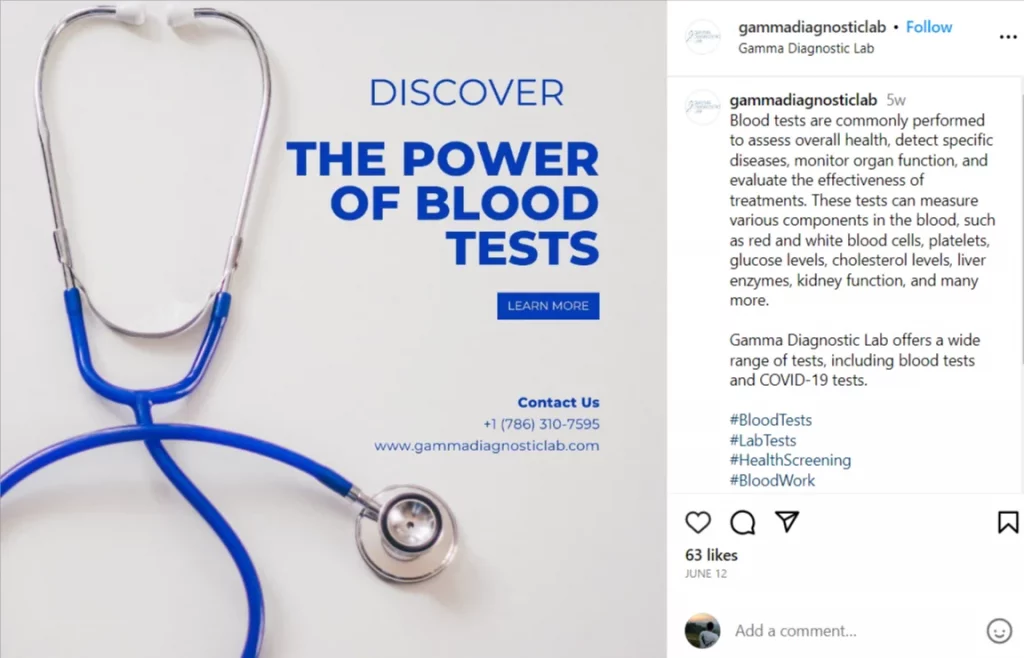 DISCOVER
THE POWER
OF BLOOD
TESTS
LEARN MORE
Contact Us
+1 (786) 310-7595
www.gammadiagnosticlab.com
gammadiagnosticlab • Follow
Gamma Diagnostic Lab
gammadiagnosticlab 5w
Blood tests are commonly performed
to assess overall health, detect specific
diseases, monitor organ function, and
evaluate the effectiveness of
treatments. These tests can measure
various components in the blood, such
as red and white blood cells, platelets,
glucose levels, cholesterol levels, liver
enzymes, kidney function, and many
more.
Gamma Diagnostic Lab offers a wide
range of tests, including blood tests
and COVID-19 tests.
#BloodTests
#LabTests
#HealthScreening
#BloodWork
63 likes
JUNE 12
Add a comment...